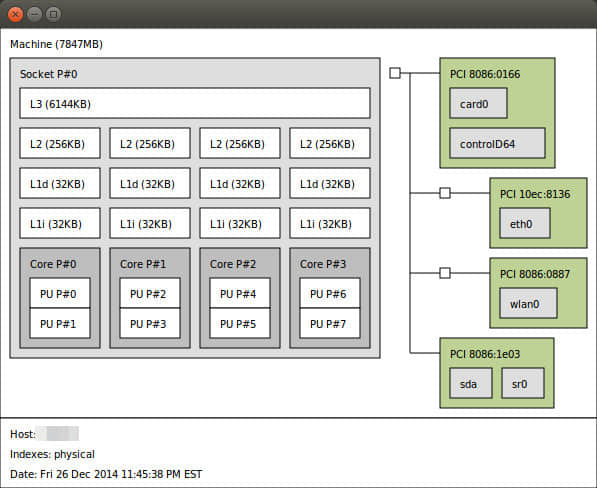 Machine (7847MB)
Socket P#0
L3 (6144KB)
L2 (256KB) L2 (256KB) L2 (256KB) L2 (256KB)
L1d (32KB) L1d (32KB) L1d (32KB) L1d (32KB)
L1i (32KB) L1i (32KB) L1i (32KB) L1i (32KB)
Core P#0 Core P#1 Core P#2 Core P#3
PU P#0 PU P#2 PU P#4 PU P#6
PU P#1 PU P#3 PU P#5 PU P#7
PCI 8086:0166
card0
controlD64
PCI 10ec:8136
eth0
PCI 8086:0887
wlan0
PCI 8086:1e03
sda sr0
Host:
Indexes: physical
Date: Fri 26 Dec 2014 11:45:38 PM EST